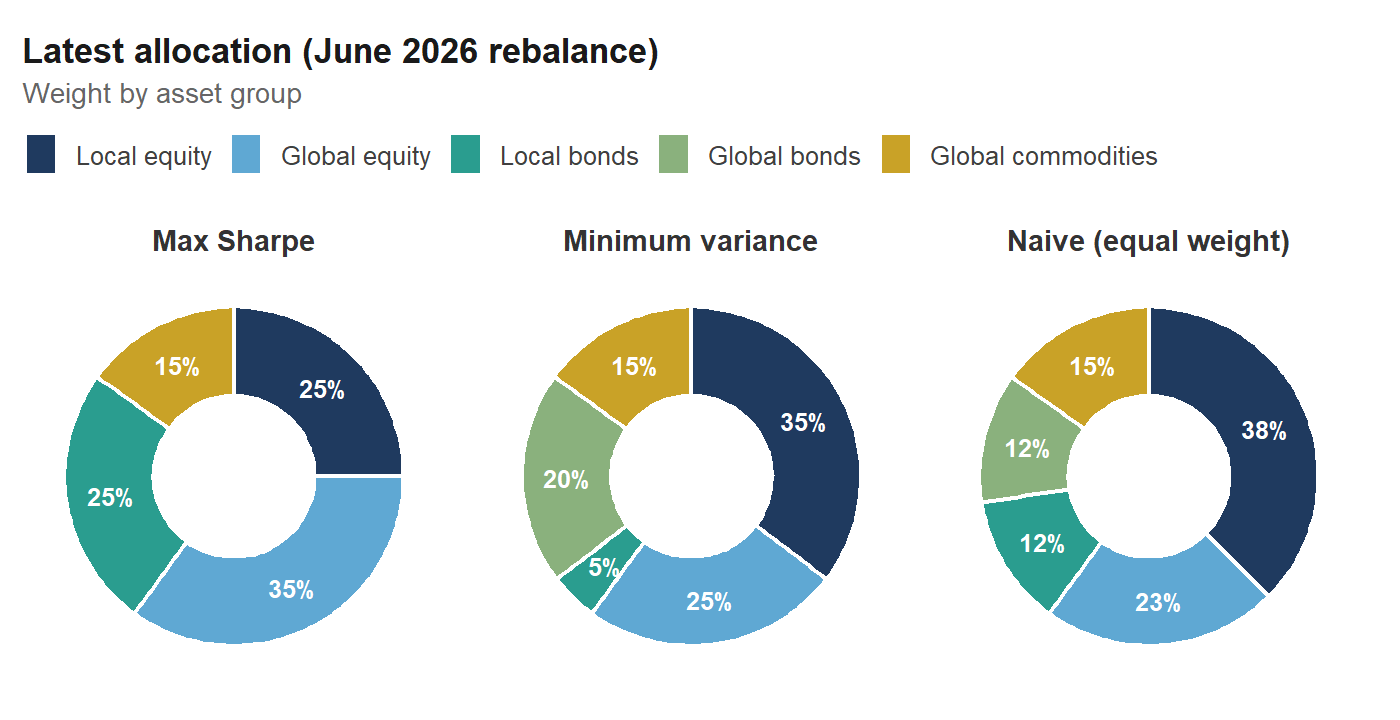 Latest allocation (June 2026 rebalance)
Weight by asset group
Local equity Global equity Local bonds Global bonds Global commodities
Max Sharpe
15%
25%
25%
35%
Minimum variance
15%
35%
20%
5%
25%
Naive (equal weight)
15%
38%
12%
12%
23%